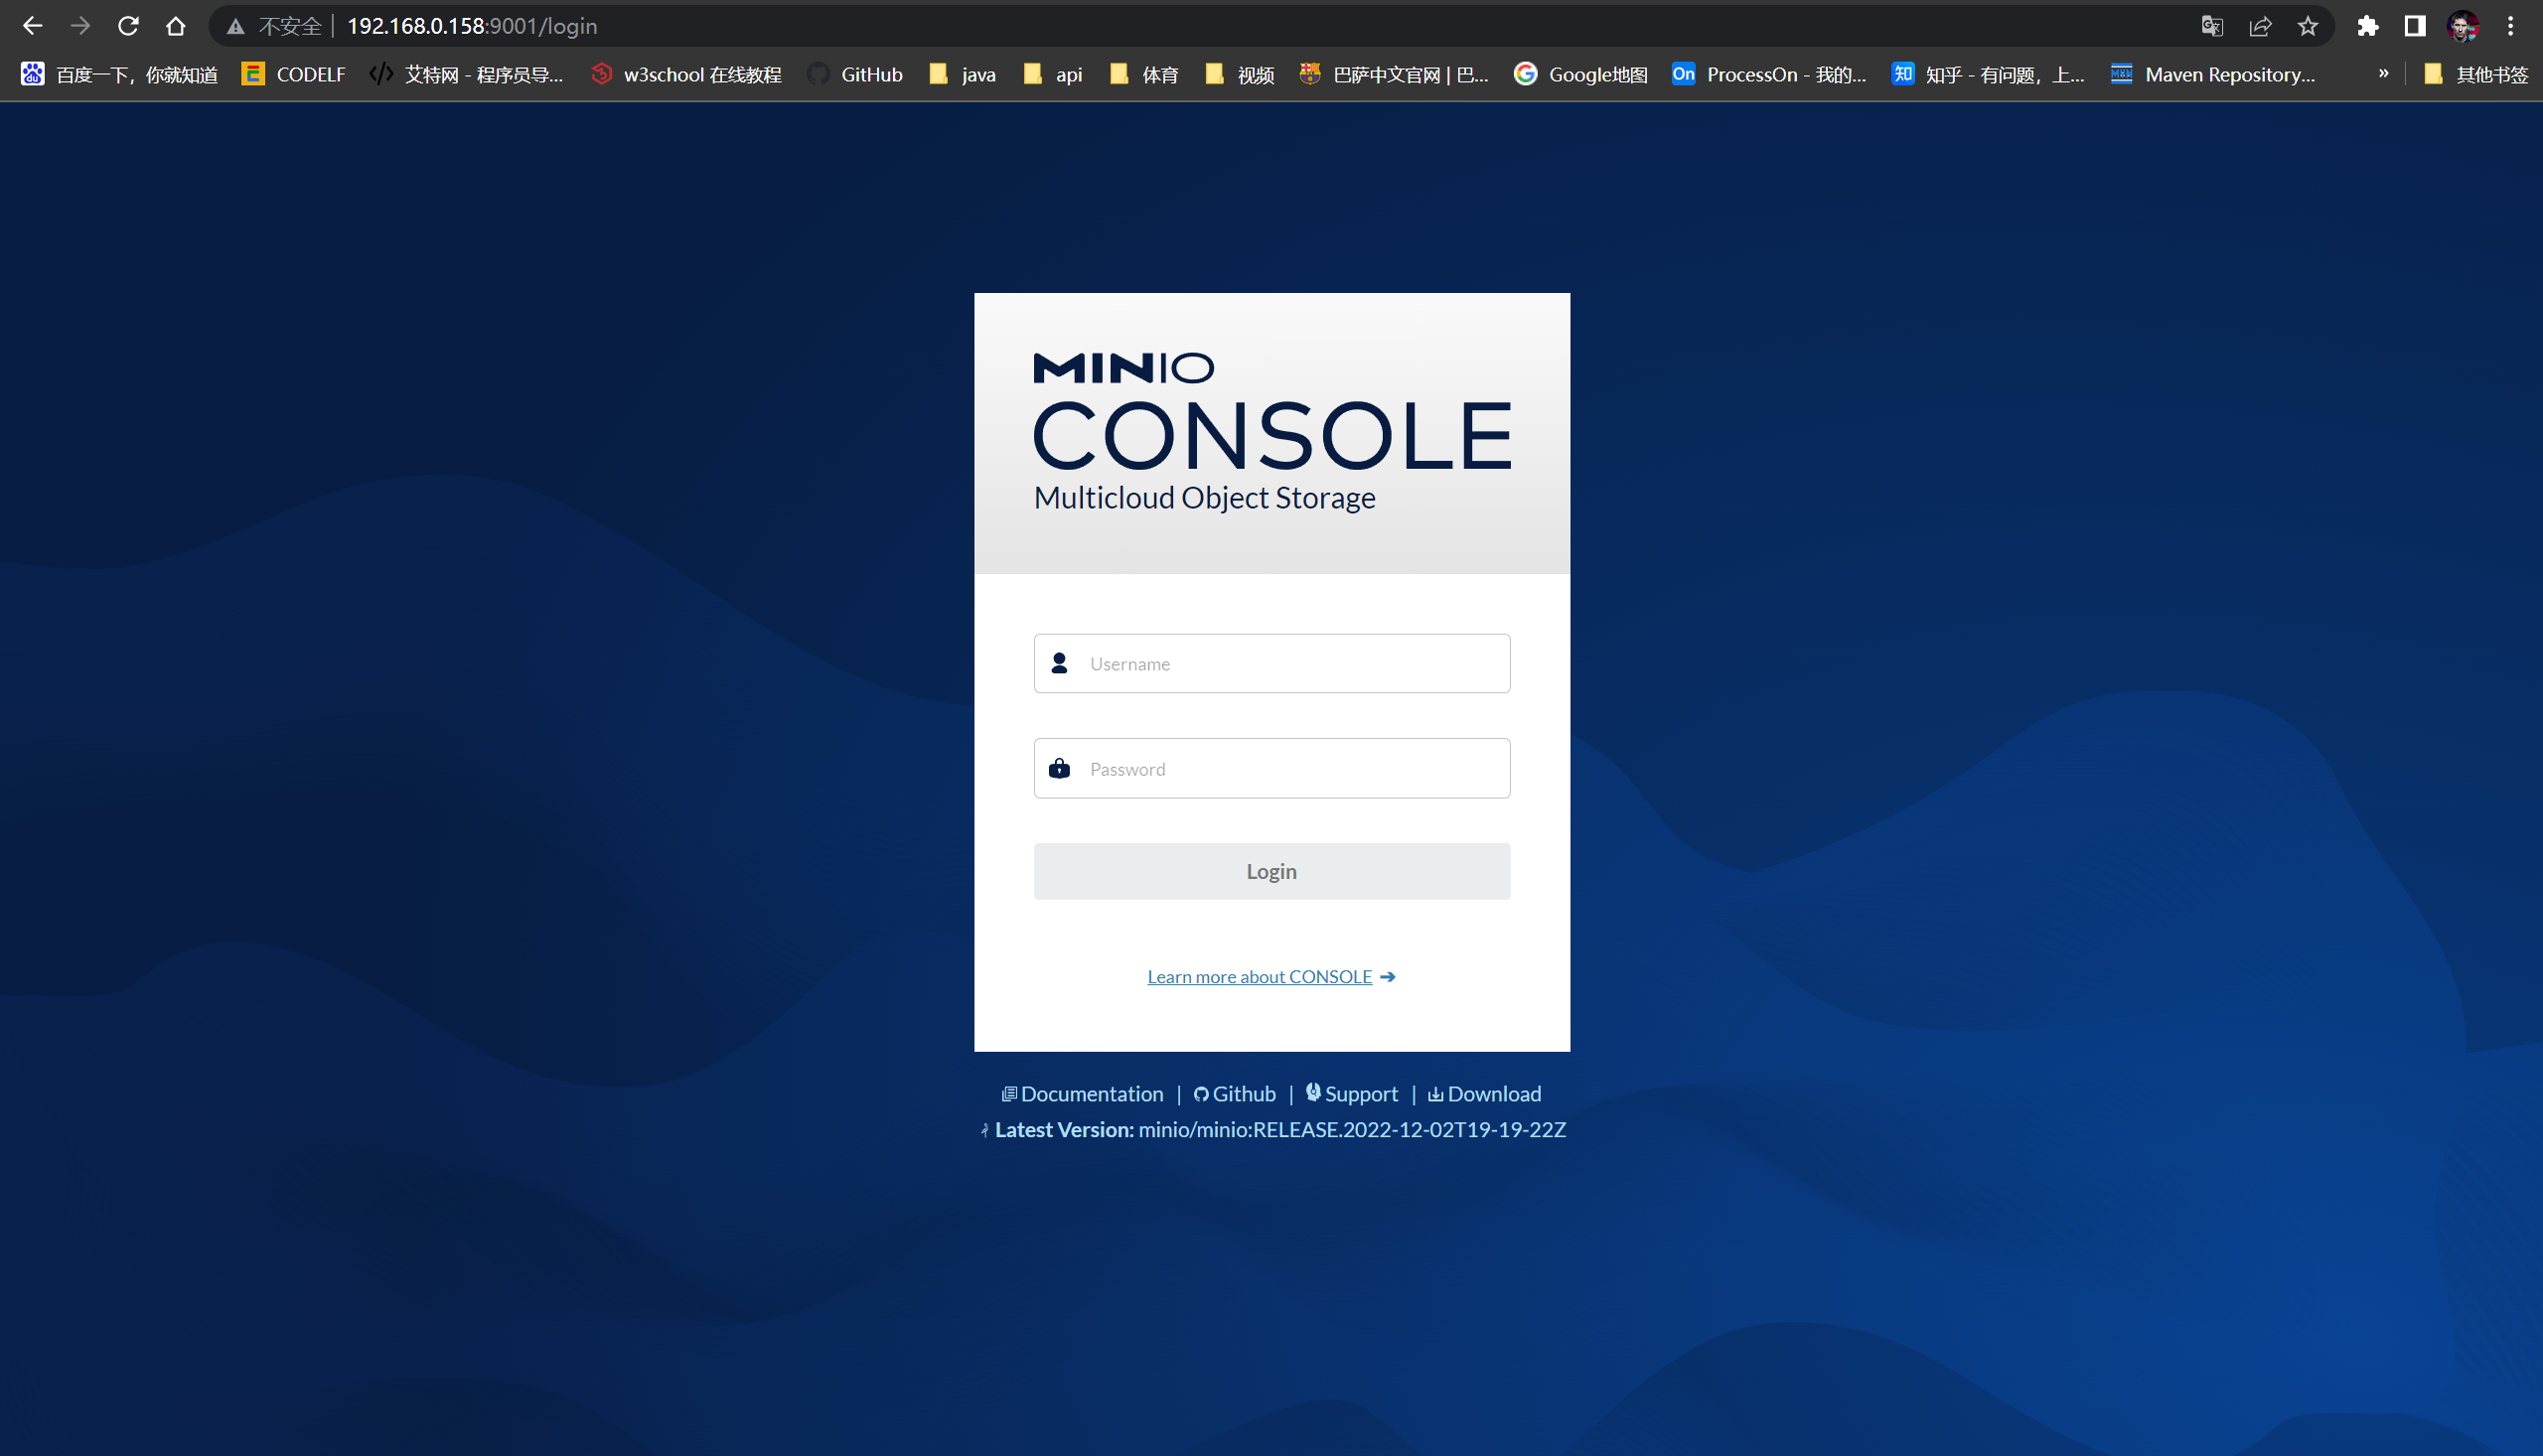 不安全 192.168.0.158:9001/login
百度一下，你就知道 CODELF 艾特网 - 程序员导... w3school 在线教程 GitHub java api 体育 视频 巴萨中文官网 | 巴... Google地图 On ProcessOn - 我的... 知 知乎 - 有问题，上... Maven Repository... » 其他书签
MINIO
CONSOLE
Multicloud Object Storage
Username
Password
Login
Learn more about CONSOLE ➔
Documentation | Github | Support | Download
Latest Version: minio/minio:RELEASE.2022-12-02T19-19-22Z